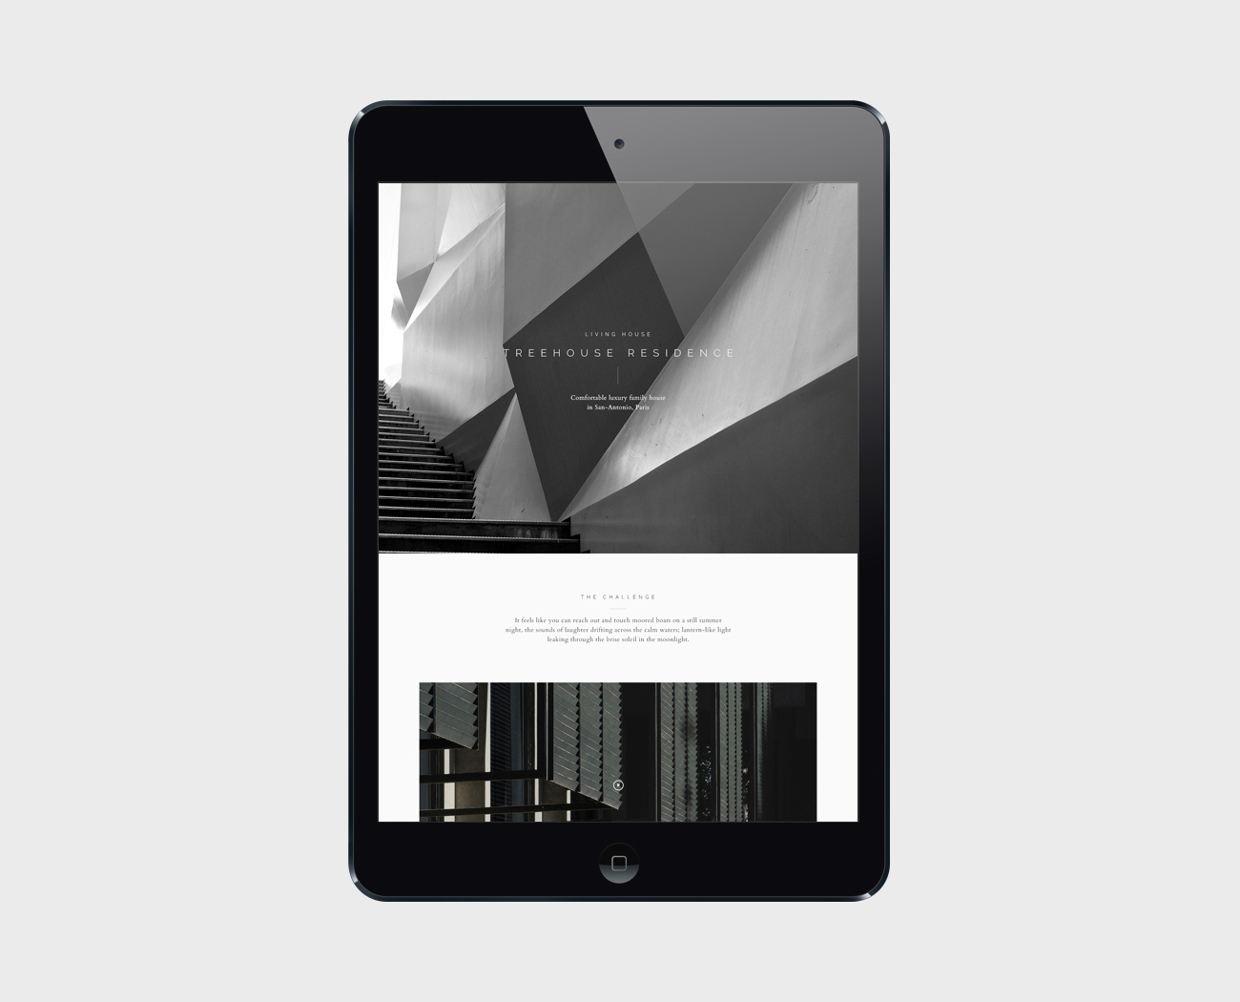 LIVING HOUSE
TREEHOUSE RESIDENCE
Comfortable luxury family house
in San-Antonio, Paris
THE CHALLENGE
It feels like you can reach out and touch moored boats on a still summer
night, the sounds of laughter drifting across the calm waters; lantern-like light
leaking through the brise soleil in the moonlight.